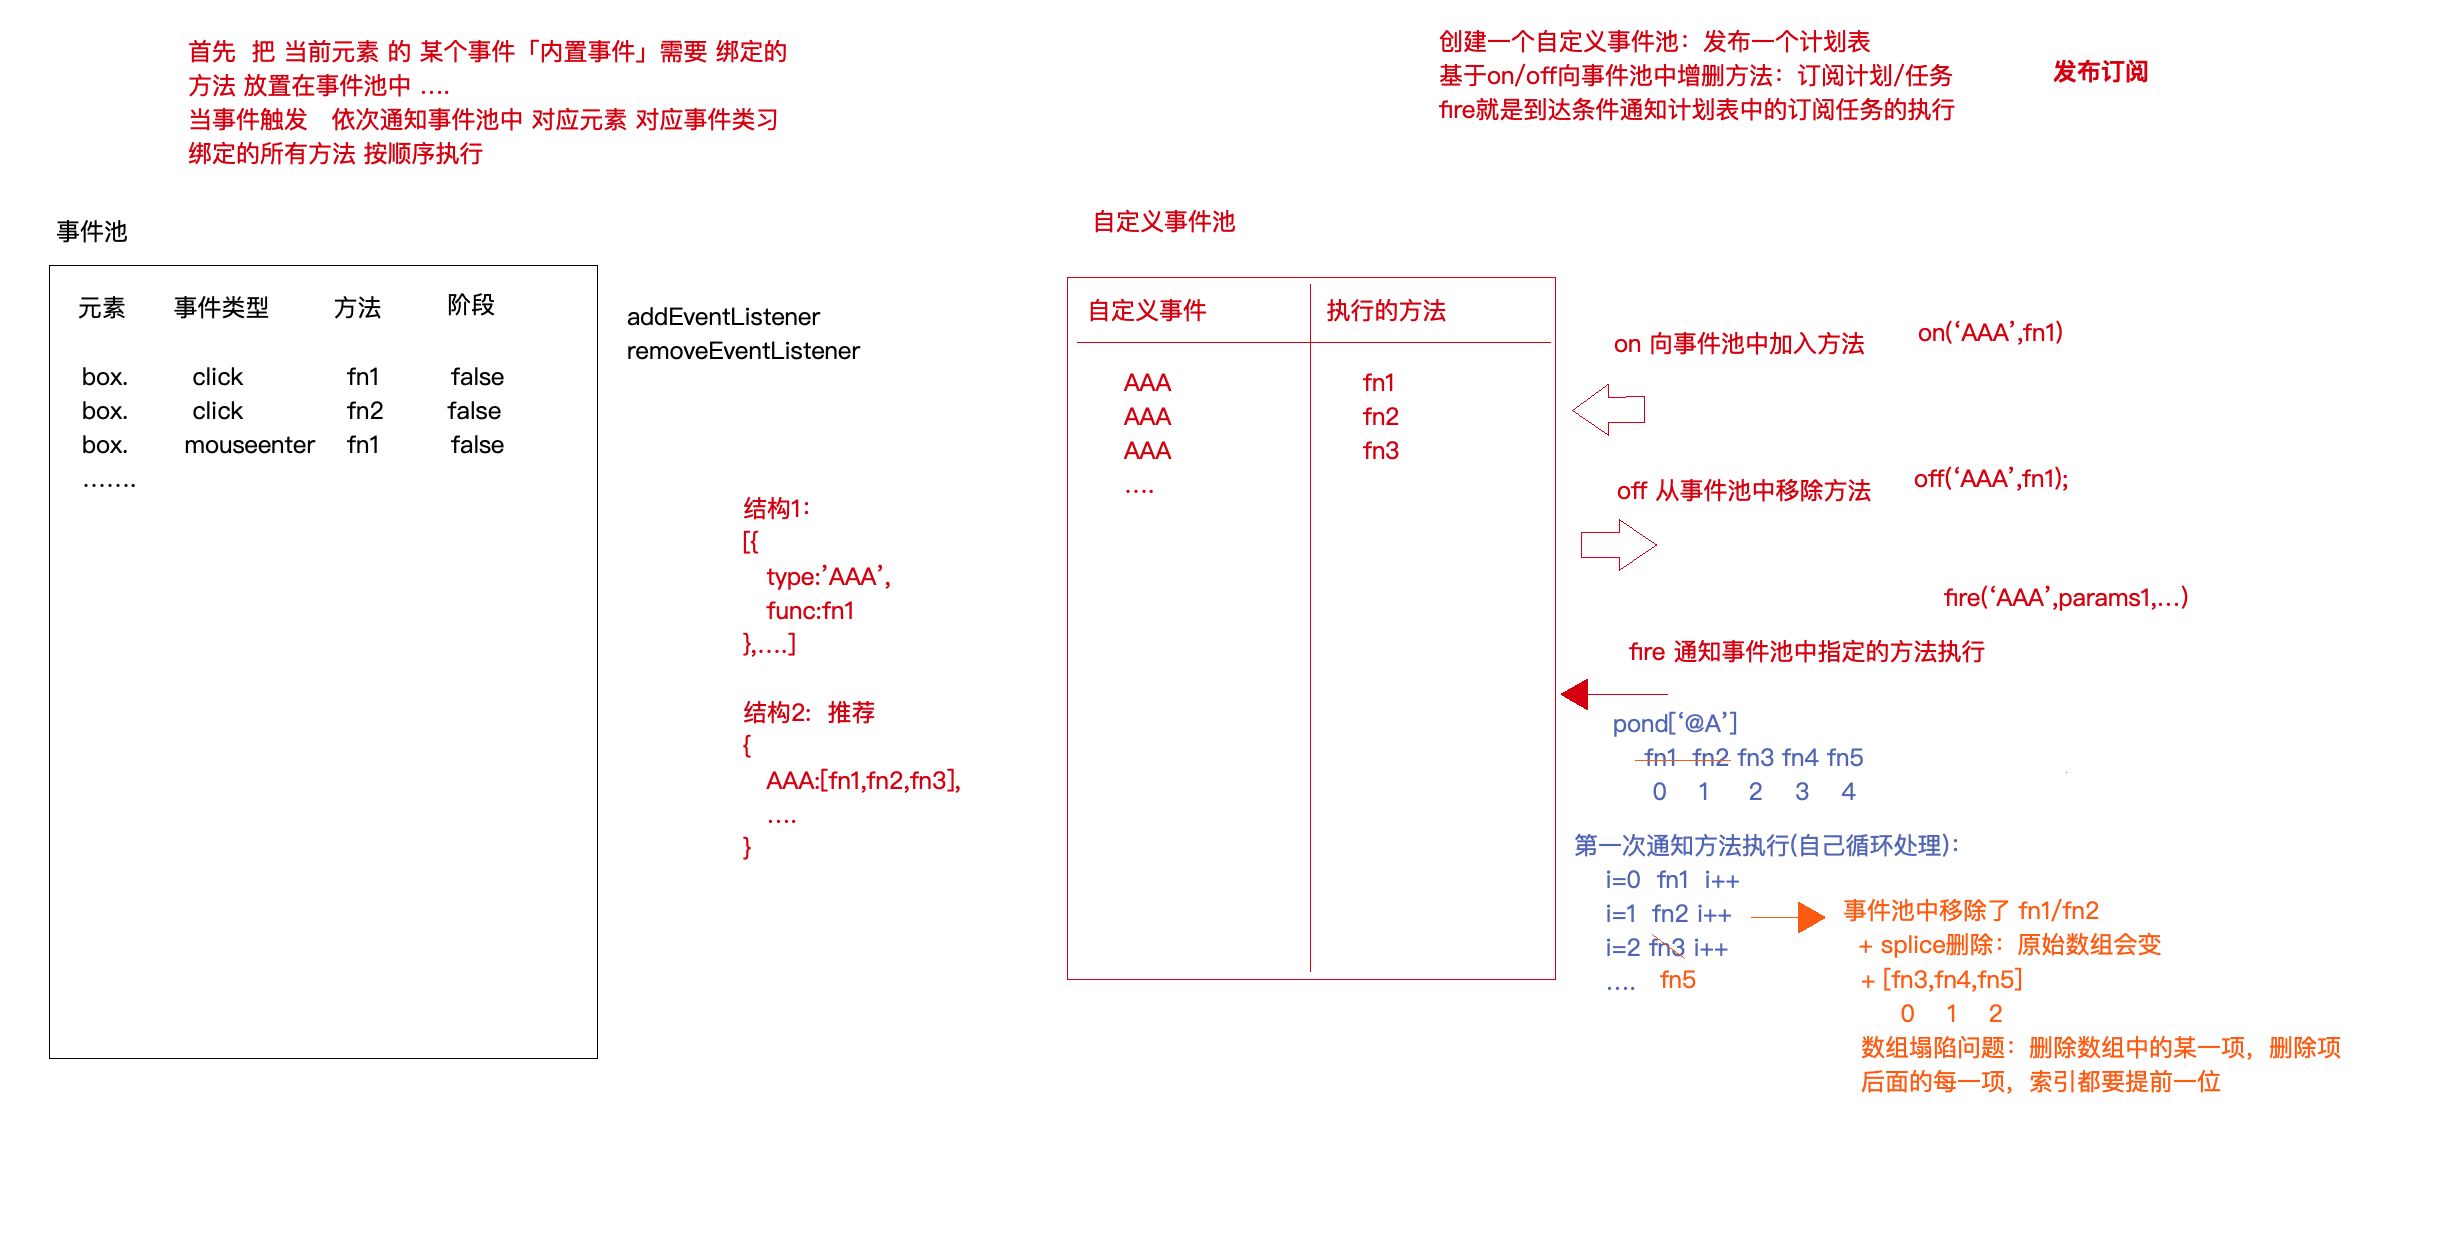 首先 把 当前元素 的 某个事件「内置事件」需要 绑定的
方法 放置在事件池中 ....
当事件触发 依次通知事件池中 对应元素 对应事件类习
绑定的所有方法 按顺序执行
事件池
元素 事件类型 方法 阶段
box. click fn1 false
box. click fn2 false
box. mouseenter fn1 false
.......
addEventListener
removeEventListener
结构1：
[{
type:’AAA’,
func:fn1
},....]
结构2：推荐
{
AAA:[fn1,fn2,fn3],
....
}
创建一个自定义事件池：发布一个计划表
基于on/off向事件池中增删方法：订阅计划/任务
fire就是到达条件通知计划表中的订阅任务的执行
发布订阅
自定义事件池
自定义事件 执行的方法
AAA fn1
AAA fn2
AAA fn3
....
on 向事件池中加入方法 on(‘AAA’,fn1)
off 从事件池中移除方法 off(‘AAA’,fn1);
fire(‘AAA’,params1,...)
fire 通知事件池中指定的方法执行
pond[‘@A’]
fn1 fn2 fn3 fn4 fn5
0 1 2 3 4
第一次通知方法执行(自己循环处理)：
i=0 fn1 i++
i=1 fn2 i++
i=2 fn3 i++
.... fn5
事件池中移除了 fn1/fn2
+ splice删除：原始数组会变
+ [fn3,fn4,fn5]
0 1 2
数组塌陷问题：删除数组中的某一项，删除项
后面的每一项，索引都要提前一位